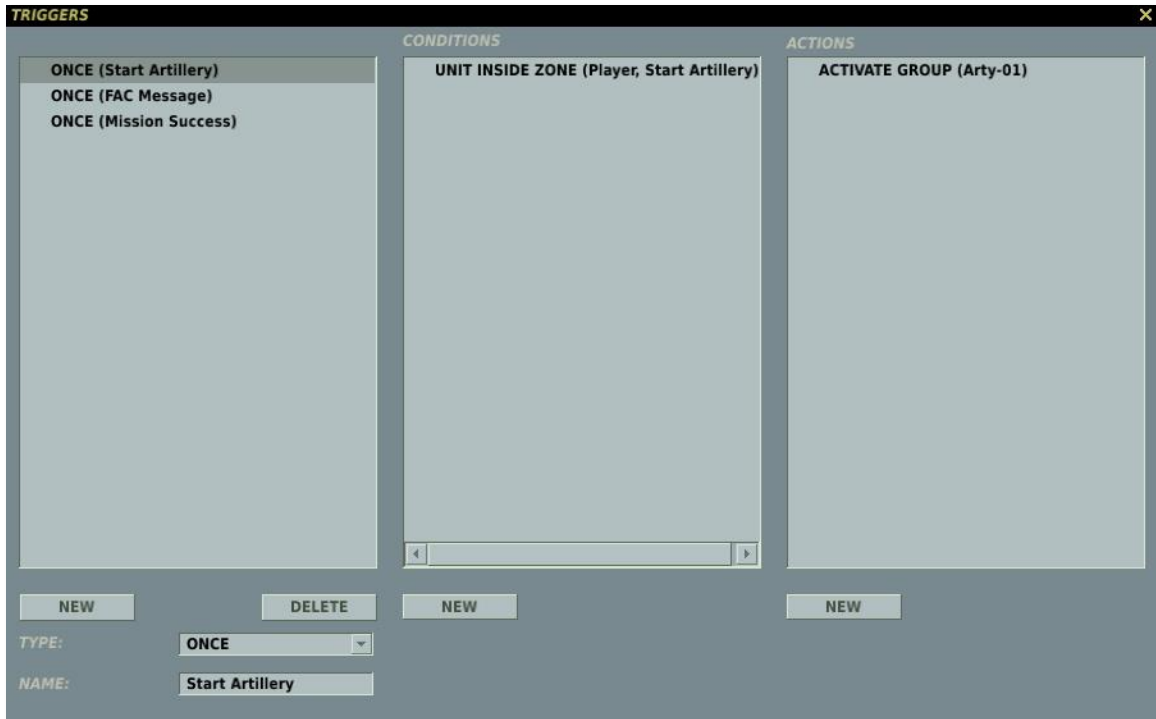 TRIGGERS
CONDITIONS
ACTIONS
ONCE (Start Artillery)
ONCE (FAC Message)
ONCE (Mission Success)
UNIT INSIDE ZONE (Player, Start Artillery)
ACTIVATE GROUP (Arty-01)
NEW
DELETE
NEW
NEW
TYPE:
ONCE
NAME:
Start Artillery